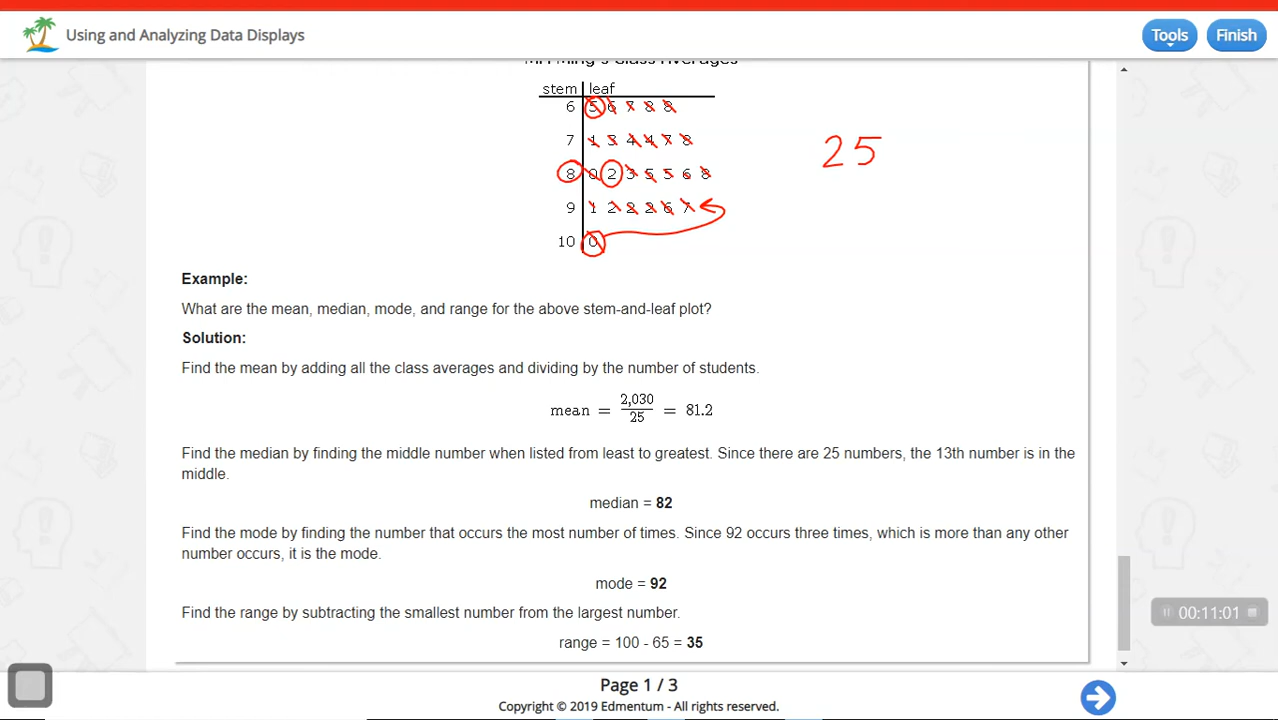 Using and Analyzing Data Displays
Tools
Finish
Mr. Ming's Class Averages
stem leaf
6 5 6 7 8 8
7 1 3 4 4 7 8
8 0 2 3 5 5 6 8
9 1 2 2 2 6 7
10 0
25
Example:
What are the mean, median, mode, and range for the above stem-and-leaf plot?
Solution:
Find the mean by adding all the class averages and dividing by the number of students.
mean = 2,030/25 = 81.2
Find the median by finding the middle number when listed from least to greatest. Since there are 25 numbers, the 13th number is in the
middle.
median = 82
Find the mode by finding the number that occurs the most number of times. Since 92 occurs three times, which is more than any other
number occurs, it is the mode.
mode = 92
Find the range by subtracting the smallest number from the largest number.
range = 100 - 65 = 35
00:11:01
Page 1 / 3
Copyright © 2019 Edmentum - All rights reserved.